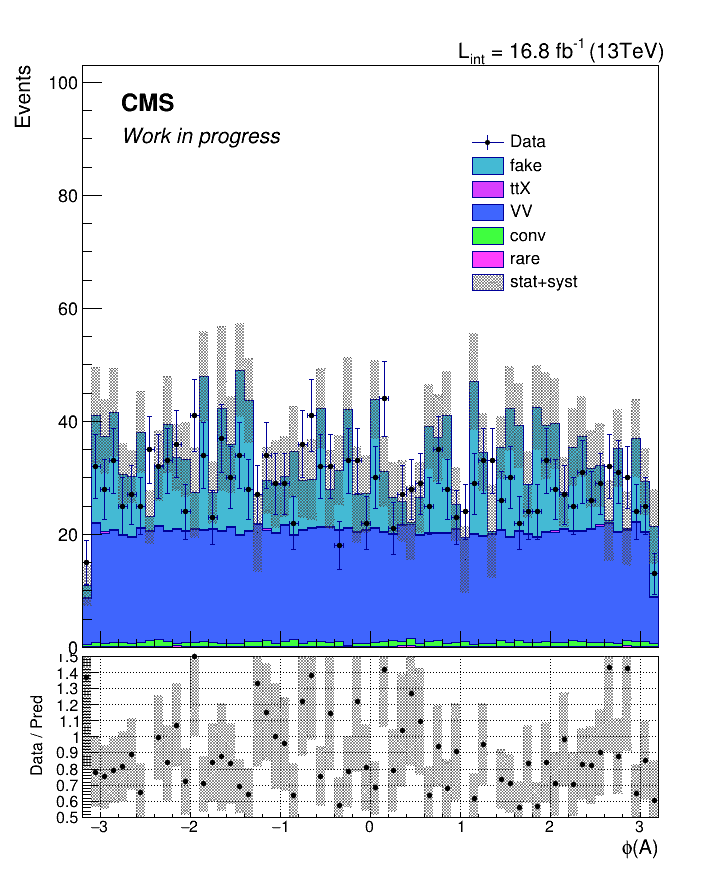 L_int = 16.8 fb^-1 (13TeV)
Events
100
CMS
Work in progress
Data
fake
ttX
VV
conv
rare
stat+syst
80
60
40
20
0
Data / Pred
1.5
1.4
1.3
1.2
1.1
1
0.9
0.8
0.7
0.6
0.5
−3 −2 −1 0 1 2 3
ϕ(A)